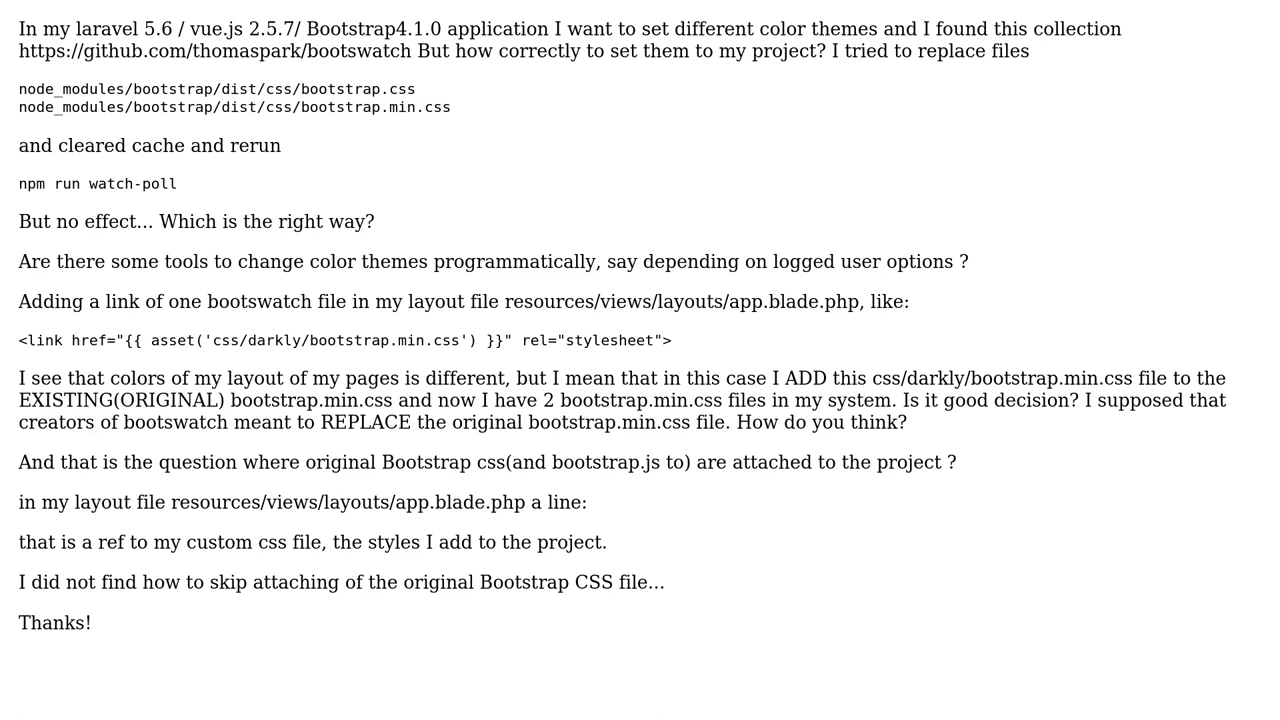 In my laravel 5.6 / vue.js 2.5.7/ Bootstrap4.1.0 application I want to set different color themes and I found this collection
https://github.com/thomaspark/bootswatch But how correctly to set them to my project? I tried to replace files
node_modules/bootstrap/dist/css/bootstrap.css
node_modules/bootstrap/dist/css/bootstrap.min.css
and cleared cache and rerun
npm run watch-poll
But no effect... Which is the right way?
Are there some tools to change color themes programmatically, say depending on logged user options ?
Adding a link of one bootswatch file in my layout file resources/views/layouts/app.blade.php, like:
<link href="{{ asset('css/darkly/bootstrap.min.css') }}" rel="stylesheet">
I see that colors of my layout of my pages is different, but I mean that in this case I ADD this css/darkly/bootstrap.min.css file to the
EXISTING(ORIGINAL) bootstrap.min.css and now I have 2 bootstrap.min.css files in my system. Is it good decision? I supposed that
creators of bootswatch meant to REPLACE the original bootstrap.min.css file. How do you think?
And that is the question where original Bootstrap css(and bootstrap.js to) are attached to the project ?
in my layout file resources/views/layouts/app.blade.php a line:
that is a ref to my custom css file, the styles I add to the project.
I did not find how to skip attaching of the original Bootstrap CSS file...
Thanks!